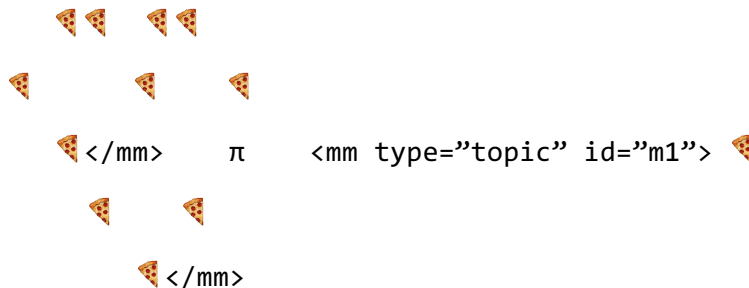 🍕🍕 🍕🍕
🍕 🍕 🍕
🍕</mm> π <mm type=”topic” id=”m1”> 🍕
🍕 🍕
🍕</mm>